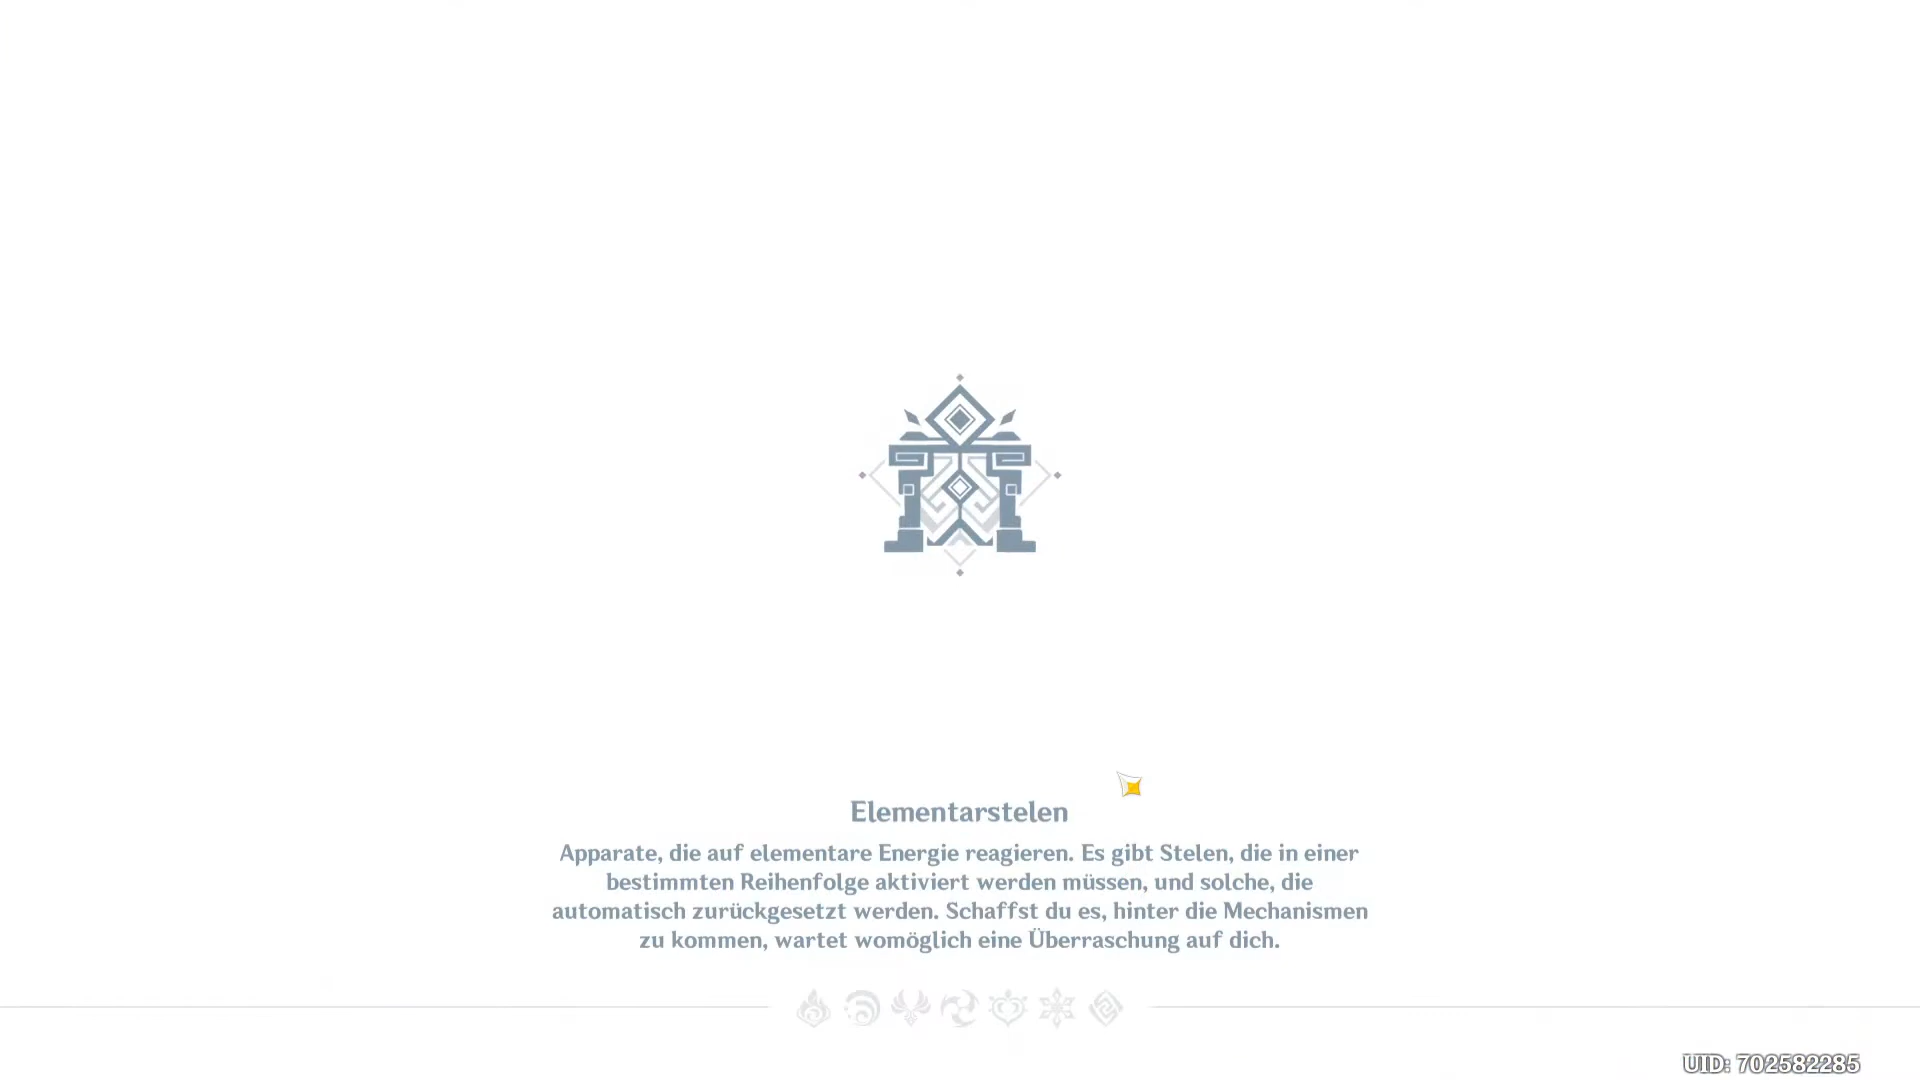 Elementarstelen
Apparate, die auf elementare Energie reagieren. Es gibt Stelen, die in einer
bestimmten Reihenfolge aktiviert werden müssen, und solche, die
automatisch zurückgesetzt werden. Schaffst du es, hinter die Mechanismen
zu kommen, wartet womöglich eine Überraschung auf dich.
UID: 702582285